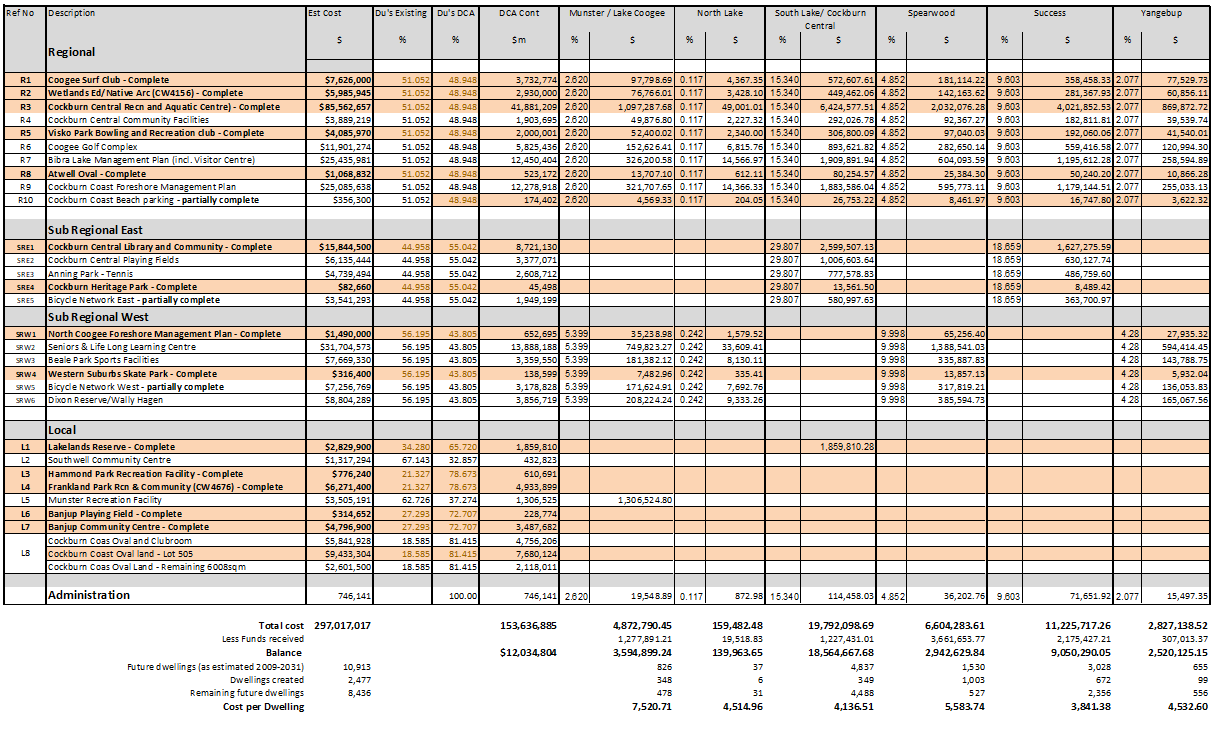 Ref No Description Est Cost Du's Existing Du's DCA DCA Cont Munster / Lake Coogee North Lake South Lake/ Cockburn Central Spearwood Success Yangebup
$ % % $m % $ % $ % $ % $ % $ % $
Regional
R1 Coogee Surf Club - Complete $7,626,000 51.052 48.948 3,732,774 2.620 97,798.69 0.117 4,367.35 15.340 572,607.61 4.852 181,114.22 9.603 358,458.33 2.077 77,529.73
R2 Wetlands Ed/Native Arc (CW4156) - Complete $5,985,945 51.052 48.948 2,930,000 2.620 76,766.01 0.117 3,428.10 15.340 449,462.06 4.852 142,163.62 9.603 281,367.93 2.077 60,856.11
R3 Cockburn Central Recn and Aquatic Centre) - Complete $85,562,657 51.052 48.948 41,881,209 2.620 1,097,287.68 0.117 49,001.01 15.340 6,424,577.51 4.852 2,032,076.28 9.603 4,021,852.53 2.077 869,872.72
R4 Cockburn Central Community Facilities $3,889,219 51.052 48.948 1,903,695 2.620 49,876.80 0.117 2,227.32 15.340 292,026.78 4.852 92,367.27 9.603 182,811.81 2.077 39,539.74
R5 Visko Park Bowling and Recreation club - Complete $4,085,970 51.052 48.948 2,000,001 2.620 52,400.02 0.117 2,340.00 15.340 306,800.09 4.852 97,040.03 9.603 192,060.06 2.077 41,540.01
R6 Coogee Golf Complex $11,901,274 51.052 48.948 5,825,436 2.620 152,626.41 0.117 6,815.76 15.340 893,621.82 4.852 282,650.14 9.603 559,416.58 2.077 120,994.30
R7 Bibra Lake Management Plan (incl. Visitor Centre) $25,435,981 51.052 48.948 12,450,404 2.620 326,200.58 0.117 14,566.97 15.340 1,909,891.94 4.852 604,093.59 9.603 1,195,612.28 2.077 258,594.89
R8 Atwell Oval - Complete $1,068,832 51.052 48.948 523,172 2.620 13,707.10 0.117 612.11 15.340 80,254.57 4.852 25,384.30 9.603 50,240.20 2.077 10,866.28
R9 Cockburn Coast Foreshore Management Plan $25,085,638 51.052 48.948 12,278,918 2.620 321,707.65 0.117 14,366.33 15.340 1,883,586.04 4.852 595,773.11 9.603 1,179,144.51 2.077 255,033.13
R10 Cockburn Coast Beach parking - partially complete $356,300 51.052 48.948 174,402 2.620 4,569.33 0.117 204.05 15.340 26,753.22 4.852 8,461.97 9.603 16,747.80 2.077 3,622.32
Sub Regional East
SRE1 Cockburn Central Library and Community - Complete $15,844,500 44.958 55.042 8,721,130 29.807 2,599,507.13 18.659 1,627,275.59
SRE2 Cockburn Central Playing Fields $6,135,444 44.958 55.042 3,377,071 29.807 1,006,603.64 18.659 630,127.74
SRE3 Anning Park - Tennis $4,739,494 44.958 55.042 2,608,712 29.807 777,578.83 18.659 486,759.60
SRE4 Cockburn Heritage Park - Complete $82,660 44.958 55.042 45,498 29.807 13,561.50 18.659 8,489.42
SRE5 Bicycle Network East - partially complete $3,541,293 44.958 55.042 1,949,199 29.807 580,997.63 18.659 363,700.97
Sub Regional West
SRW1 North Coogee Foreshore Management Plan - Complete $1,490,000 56.195 43.805 652,695 5.399 35,238.98 0.242 1,579.52 9.998 65,256.40 4.28 27,935.32
SRW2 Seniors & Life Long Learning Centre $31,704,573 56.195 43.805 13,888,188 5.399 749,823.27 0.242 33,609.41 9.998 1,388,541.03 4.28 594,414.45
SRW3 Beale Park Sports Facilities $7,669,330 56.195 43.805 3,359,550 5.399 181,382.12 0.242 8,130.11 9.998 335,887.83 4.28 143,788.75
SRW4 Western Suburbs Skate Park - Complete $316,400 56.195 43.805 138,599 5.399 7,482.96 0.242 335.41 9.998 13,857.13 4.28 5,932.04
SRW5 Bicycle Network West - partially complete $7,256,769 56.195 43.805 3,178,828 5.399 171,624.91 0.242 7,692.76 9.998 317,819.21 4.28 136,053.83
SRW6 Dixon Reserve/Wally Hagen $8,804,289 56.195 43.805 3,856,719 5.399 208,224.24 0.242 9,333.26 9.998 385,594.73 4.28 165,067.56
Local
L1 Lakelands Reserve - Complete $2,829,900 34.280 65.720 1,859,810 1,859,810.28
L2 Southwell Community Centre $1,317,294 67.143 32.857 432,823
L3 Hammond Park Recreation Facility - Complete $776,240 21.327 78.673 610,691
L4 Frankland Park Rcn & Community (CW4676) - Complete $6,271,400 21.327 78.673 4,933,899
L5 Munster Recreation Facility $3,505,191 62.726 37.274 1,306,525 1,306,524.80
L6 Banjup Playing Field - Complete $314,652 27.293 72.707 228,774
L7 Banjup Community Centre - Complete $4,796,900 27.293 72.707 3,487,682
Cockburn Coas Oval and Clubroom $5,841,928 18.585 81.415 4,756,206
L8 Cockburn Coast Oval land - Lot 505 $9,433,304 18.585 81.415 7,680,124
Cockburn Coas Oval Land - Remaining 6008sqm $2,601,500 18.585 81.415 2,118,011
Administration 746,141 100.00 746,141 2.620 19,548.89 0.117 872.98 15.340 114,458.03 4.852 36,202.76 9.603 71,651.92 2.077 15,497.35
Total cost 297,017,017 153,636,885 4,872,790.45 159,482.48 19,792,098.69 6,604,283.61 11,225,717.26 2,827,138.52
Less Funds received 1,277,891.21 19,518.83 1,227,431.01 3,661,653.77 2,175,427.21 307,013.37
Balance $12,034,804 3,594,899.24 139,963.65 18,564,667.68 2,942,629.84 9,050,290.05 2,520,125.15
Future dwellings (as estimated 2009-2031) 10,913 826 37 4,837 1,530 3,028 655
Dwellings created 2,477 348 6 349 1,003 672 99
Remaining future dwellings 8,436 478 31 4,488 527 2,356 556
Cost per Dwelling 7,520.71 4,514.96 4,136.51 5,583.74 3,841.38 4,532.60